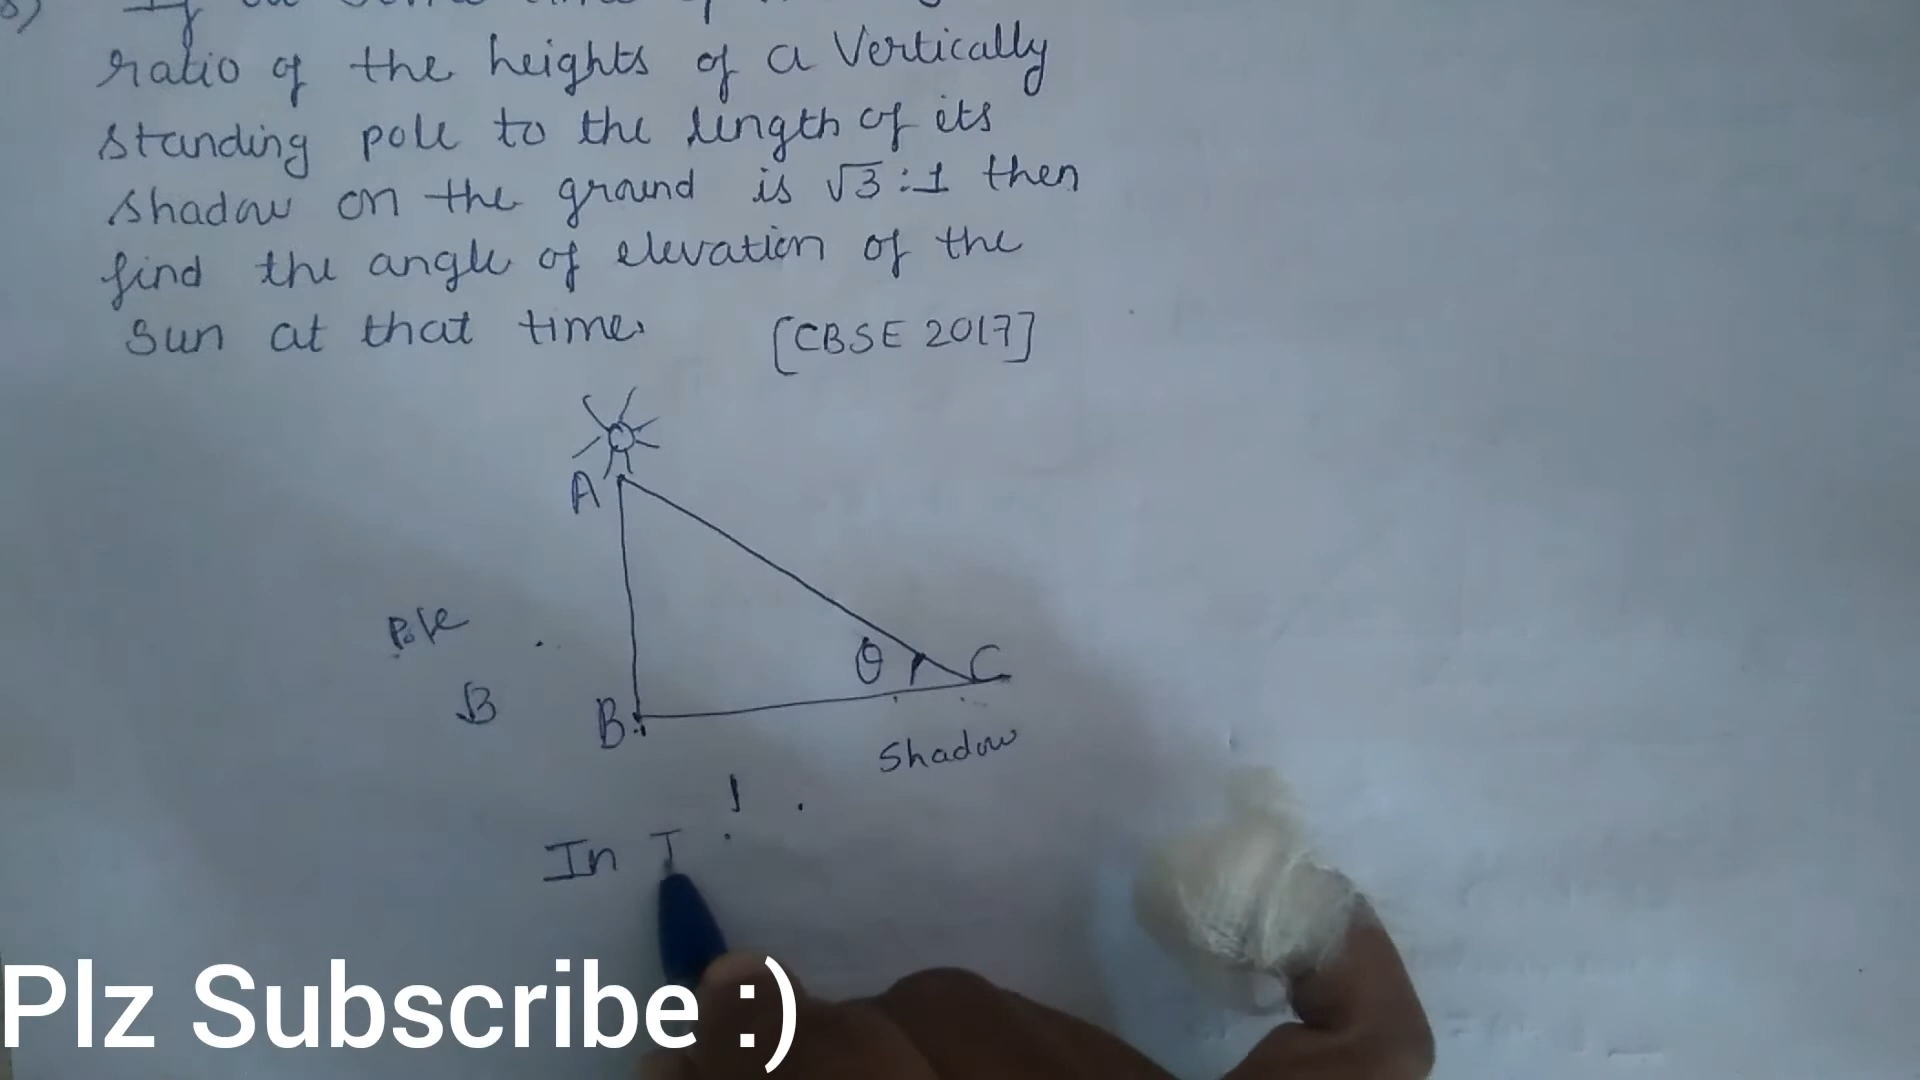 ratio of the heights of a Vertically
standing pole to the length of its
shadow on the ground is √3:1 then
find the angle of elevation of the
sun at that time.
[CBSE 2017]
A
Pole
θ
C
√3
B
Shadow
1
In
Plz Subscribe :)